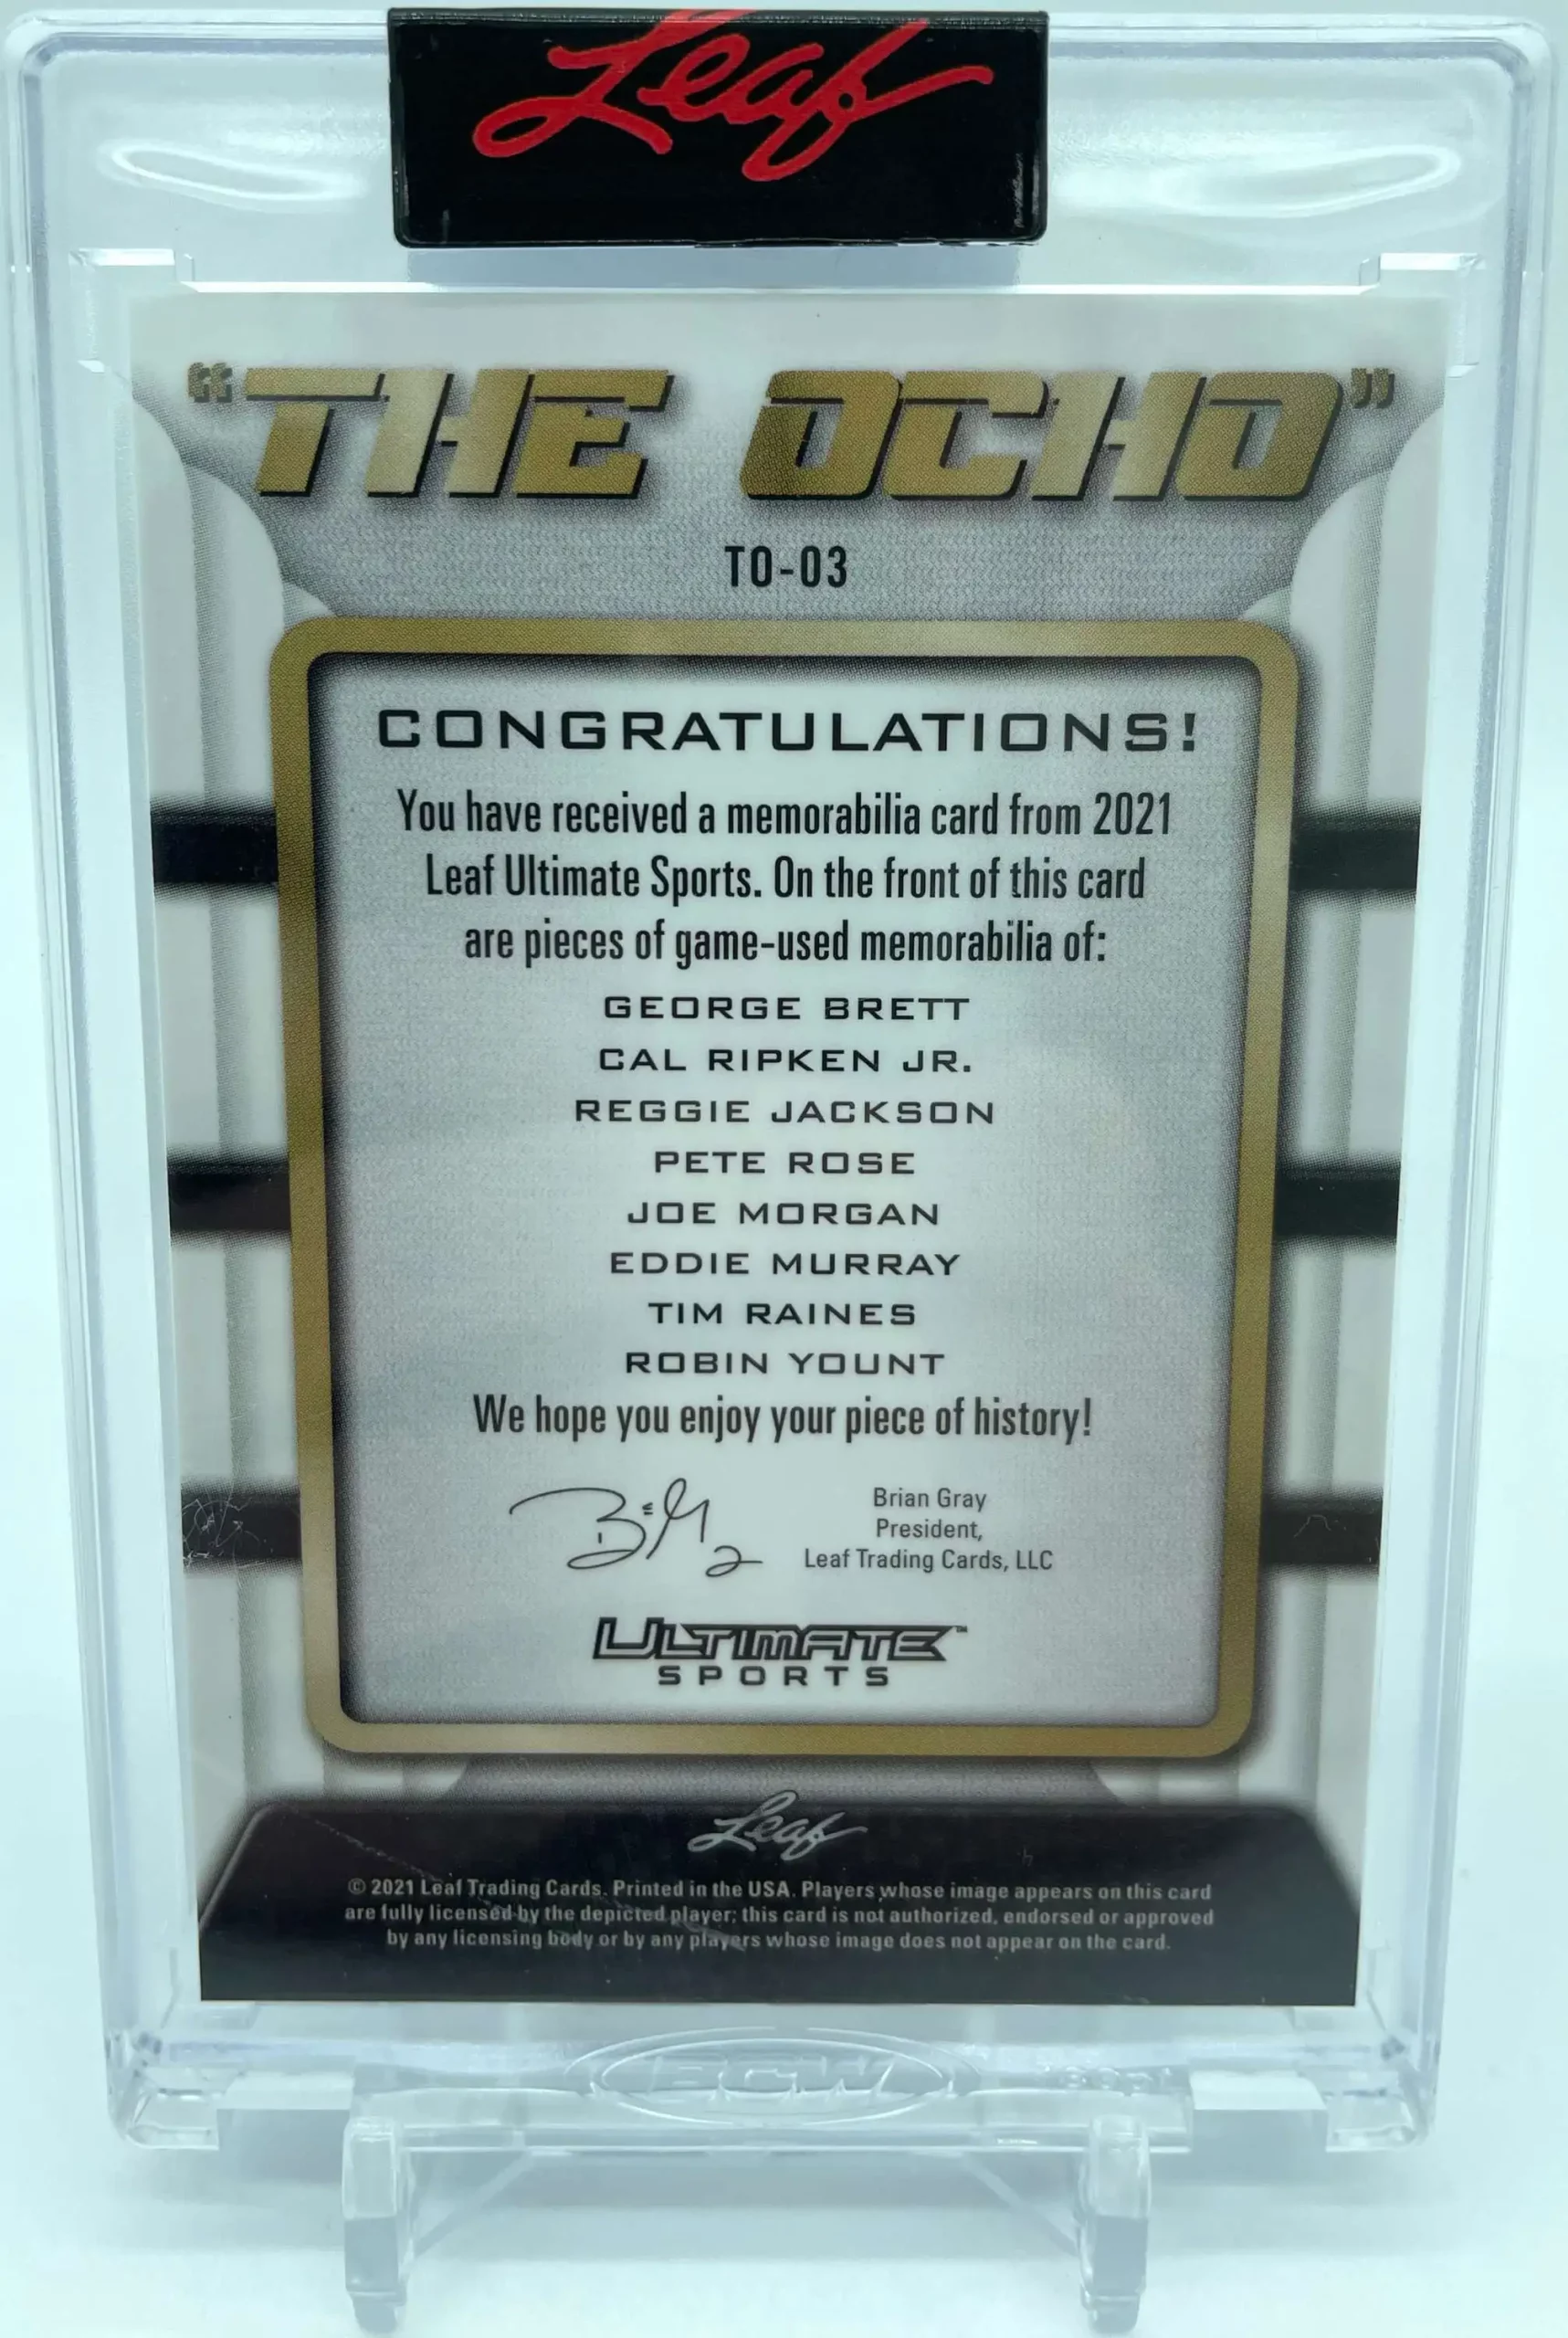 Leaf
"THE OCHO"
TO-03
CONGRATULATIONS!
You have received a memorabilia card from 2021
Leaf Ultimate Sports. On the front of this card
are pieces of game-used memorabilia of:
GEORGE BRETT
CAL RIPKEN JR.
REGGIE JACKSON
PETE ROSE
JOE MORGAN
EDDIE MURRAY
TIM RAINES
ROBIN YOUNT
We hope you enjoy your piece of history!
Brian Gray
President,
Leaf Trading Cards, LLC
ULTIMATE™
SPORTS
Leaf
© 2021 Leaf Trading Cards. Printed in the USA. Players whose image appears on this card
are fully licensed by the depicted player; this card is not authorized, endorsed or approved
by any licensing body or by any players whose image does not appear on the card.
BCW